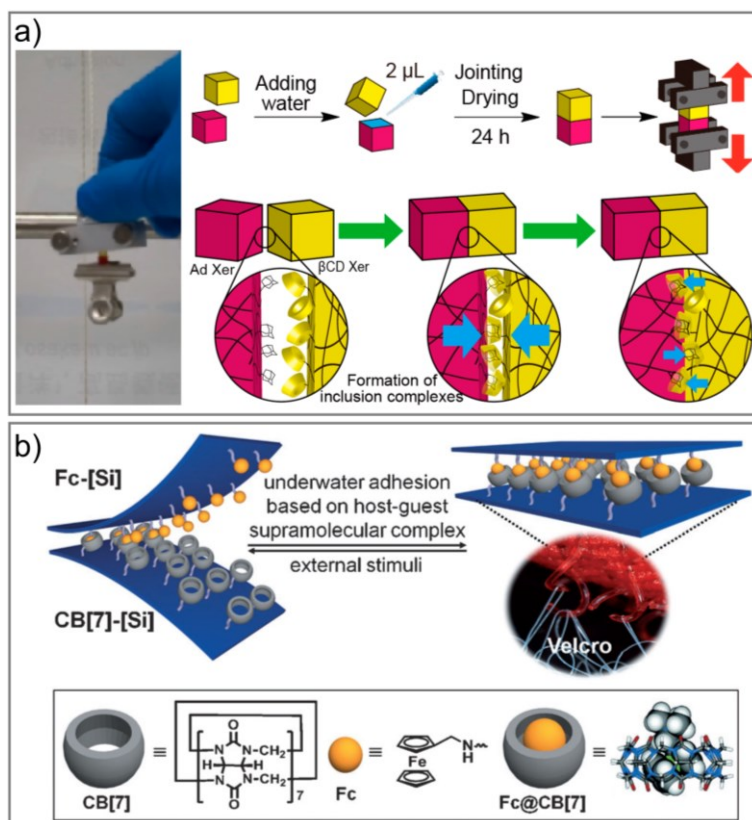 a)
Adding
water
2 µL
Jointing
Drying
24 h
Ad Xer
βCD Xer
Formation of
inclusion complexes
b)
Fc-[Si]
CB[7]-[Si]
underwater adhesion
based on host-guest
supramolecular complex
external stimuli
Velcro
CB[7]
≡
O
N N–CH₂
H C–C H
N N–CH₂
O
7
Fc
≡
Fe
N
H
Fc@CB[7]
≡